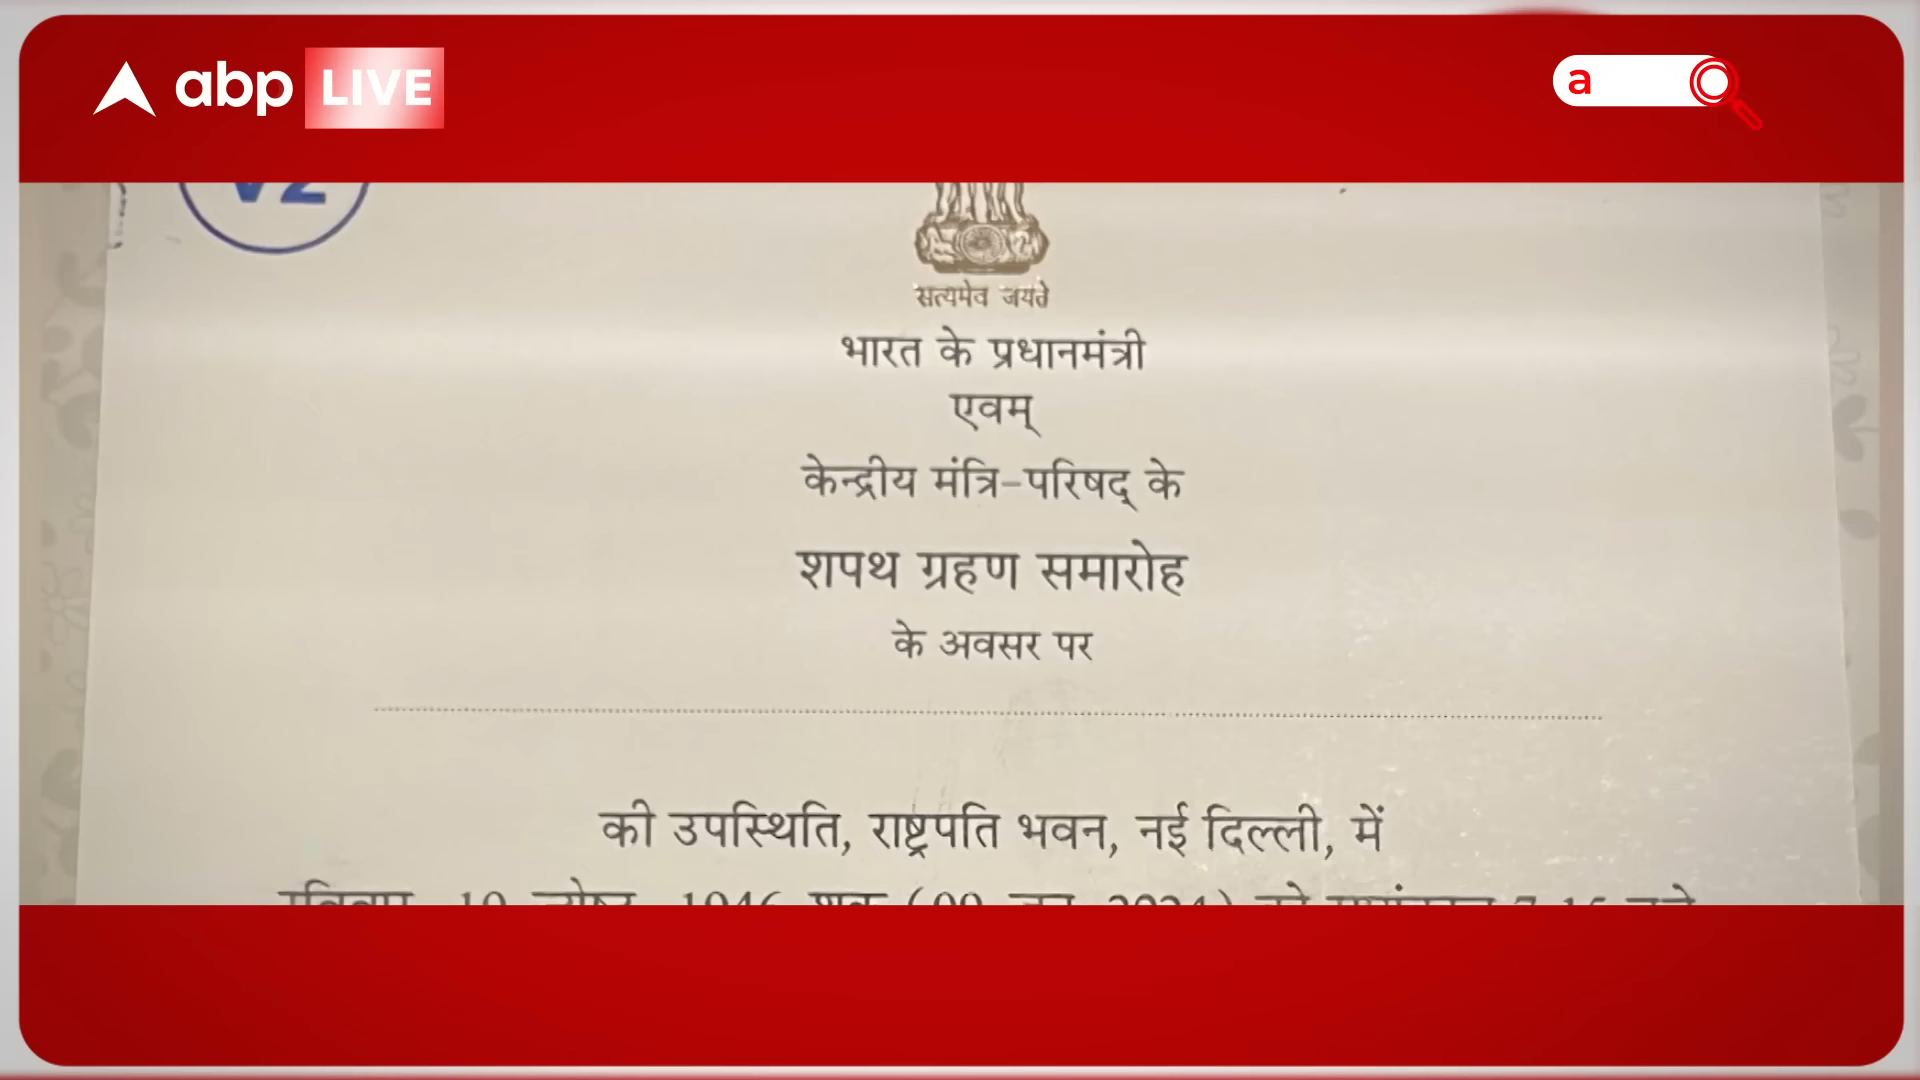 abp LIVE
a
V2
सत्यमेव जयते
भारत के प्रधानमंत्री
एवम्
केन्द्रीय मंत्रि-परिषद् के
शपथ ग्रहण समारोह
के अवसर पर
की उपस्थिति, राष्ट्रपति भवन, नई दिल्ली, में